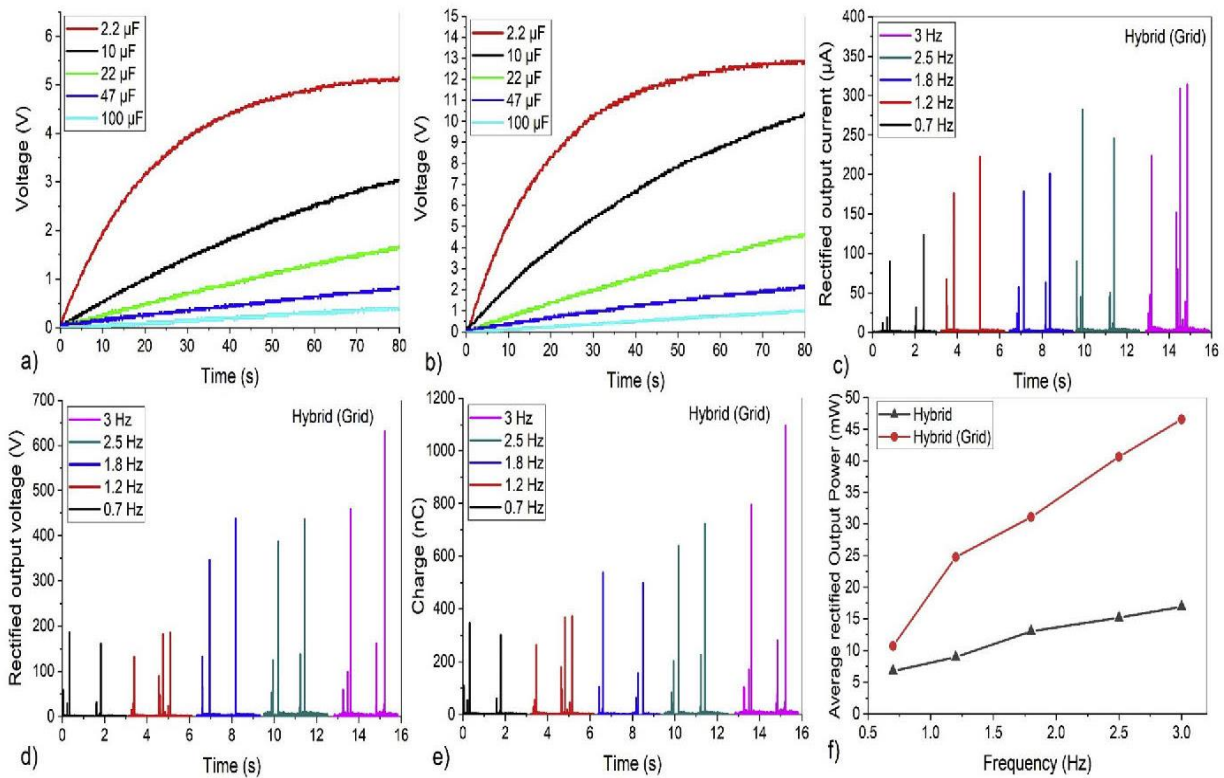 2.2 µF
10 µF
22 µF
47 µF
100 µF
Voltage (V)
6
5
4
3
2
1
0
0 10 20 30 40 50 60 70 80
Time (s)
a)
2.2 µF
10 µF
22 µF
47 µF
100 µF
Voltage (V)
15
14
13
12
11
10
9
8
7
6
5
4
3
2
1
0
0 10 20 30 40 50 60 70 80
Time (s)
b)
3 Hz
2.5 Hz
1.8 Hz
1.2 Hz
0.7 Hz
Hybrid (Grid)
Rectified output current (µA)
400
350
300
250
200
150
100
50
0
0 2 4 6 8 10 12 14 16
Time (s)
c)
3 Hz
2.5 Hz
1.8 Hz
1.2 Hz
0.7 Hz
Hybrid (Grid)
Rectified output voltage (V)
700
600
500
400
300
200
100
0
0 2 4 6 8 10 12 14 16
Time (s)
d)
3 Hz
2.5 Hz
1.8 Hz
1.2 Hz
0.7 Hz
Hybrid (Grid)
Charge (nC)
1200
1000
800
600
400
200
0
0 2 4 6 8 10 12 14 16
Time (s)
e)
Hybrid
Hybrid (Grid)
Average rectified Output Power (mW)
50
45
40
35
30
25
20
15
10
5
0
0.5 1.0 1.5 2.0 2.5 3.0
Frequency (Hz)
f)